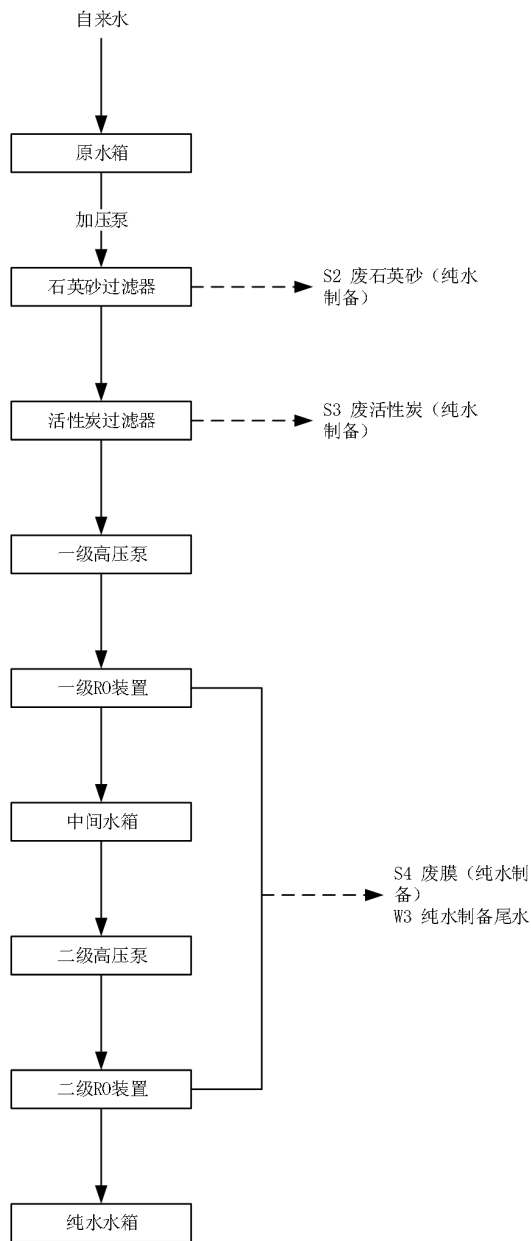 自来水
原水箱
加压泵
石英砂过滤器
S2 废石英砂（纯水
制备）
活性炭过滤器
S3 废活性炭（纯水
制备）
一级高压泵
一级RO装置
中间水箱
S4 废膜（纯水制
备）
W3 纯水制备尾水
二级高压泵
二级RO装置
纯水水箱